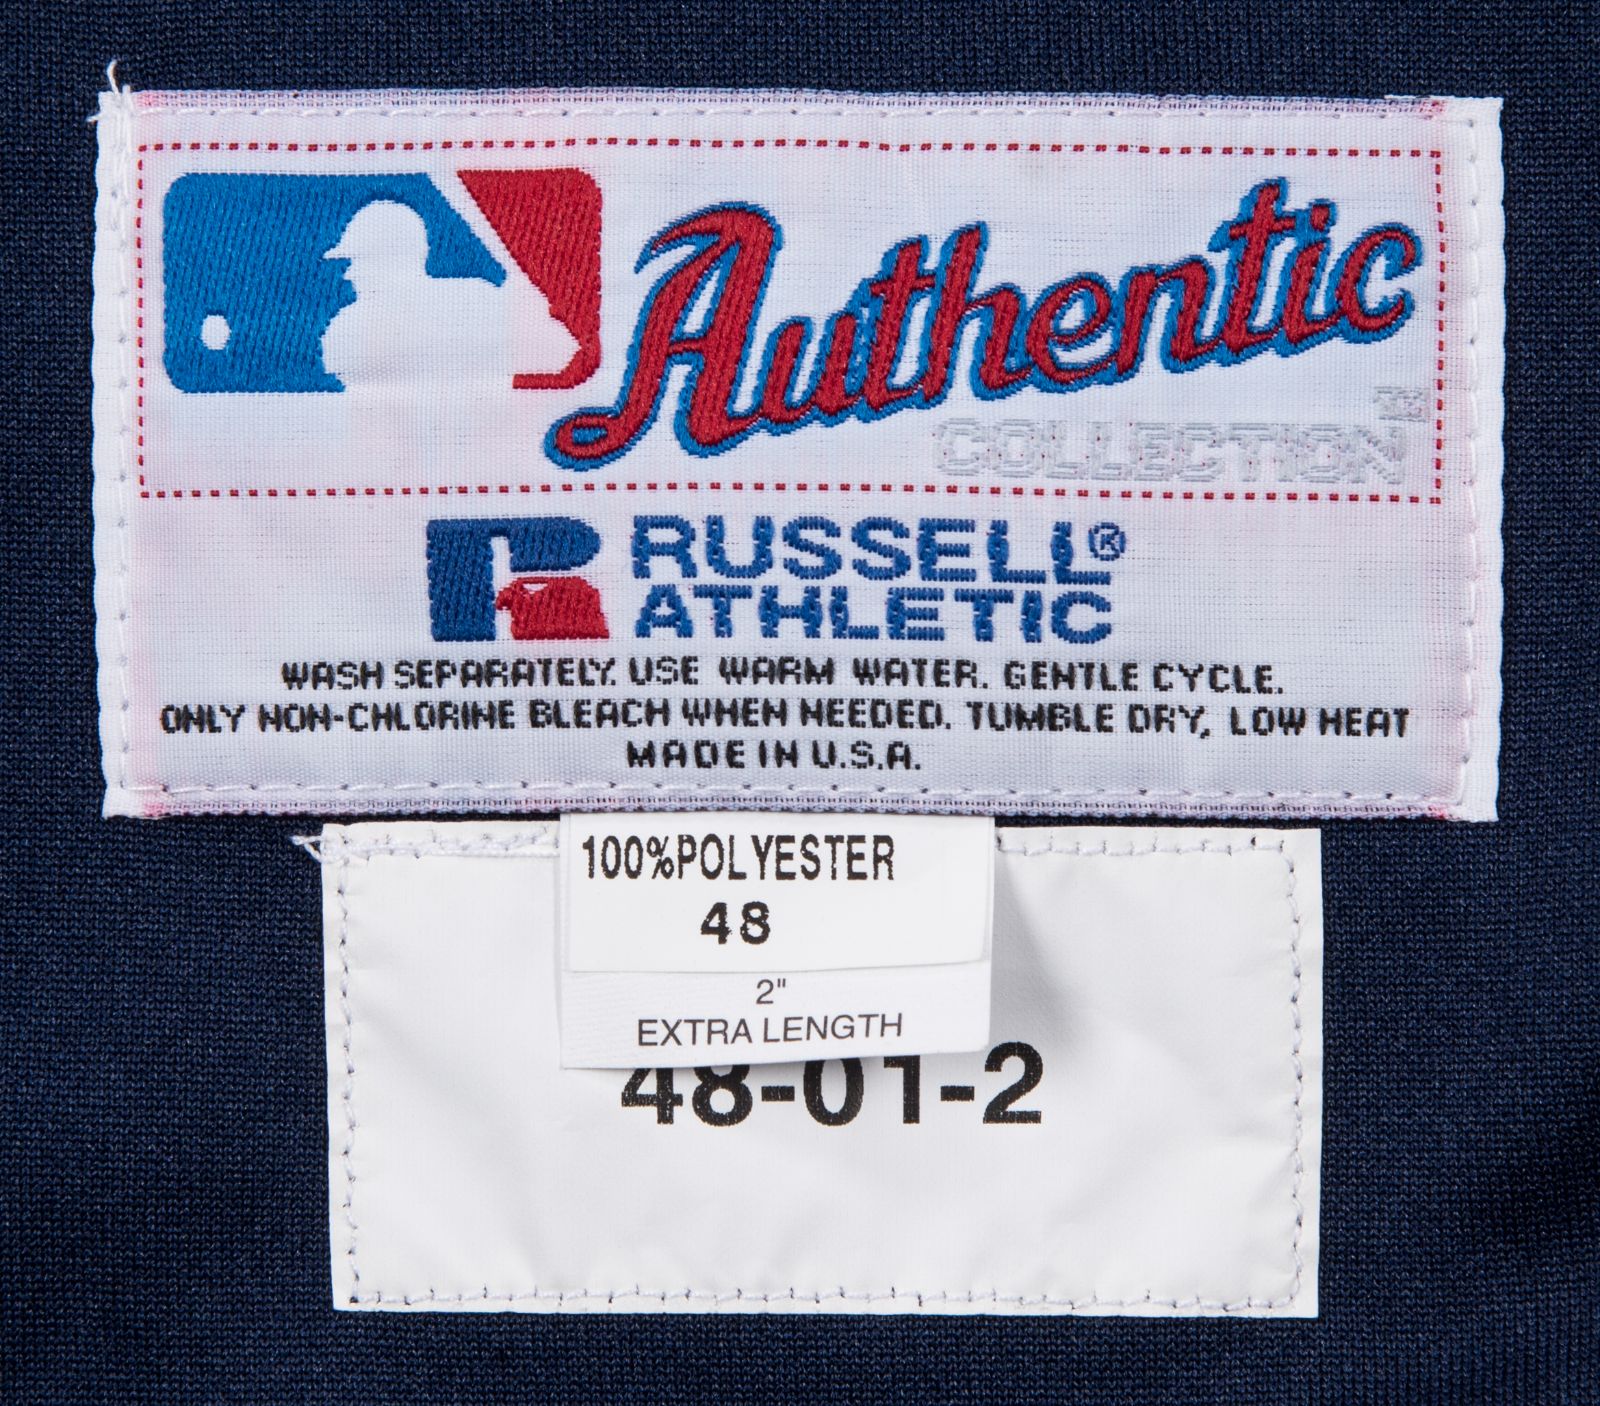 Authentic
COLLECTION™
RUSSELL®
ATHLETIC
WASH SEPARATELY. USE WARM WATER. GENTLE CYCLE.
ONLY NON-CHLORINE BLEACH WHEN NEEDED. TUMBLE DRY, LOW HEAT
MADE IN U.S.A.
100%POLYESTER
48
2"
EXTRA LENGTH
48-01-2